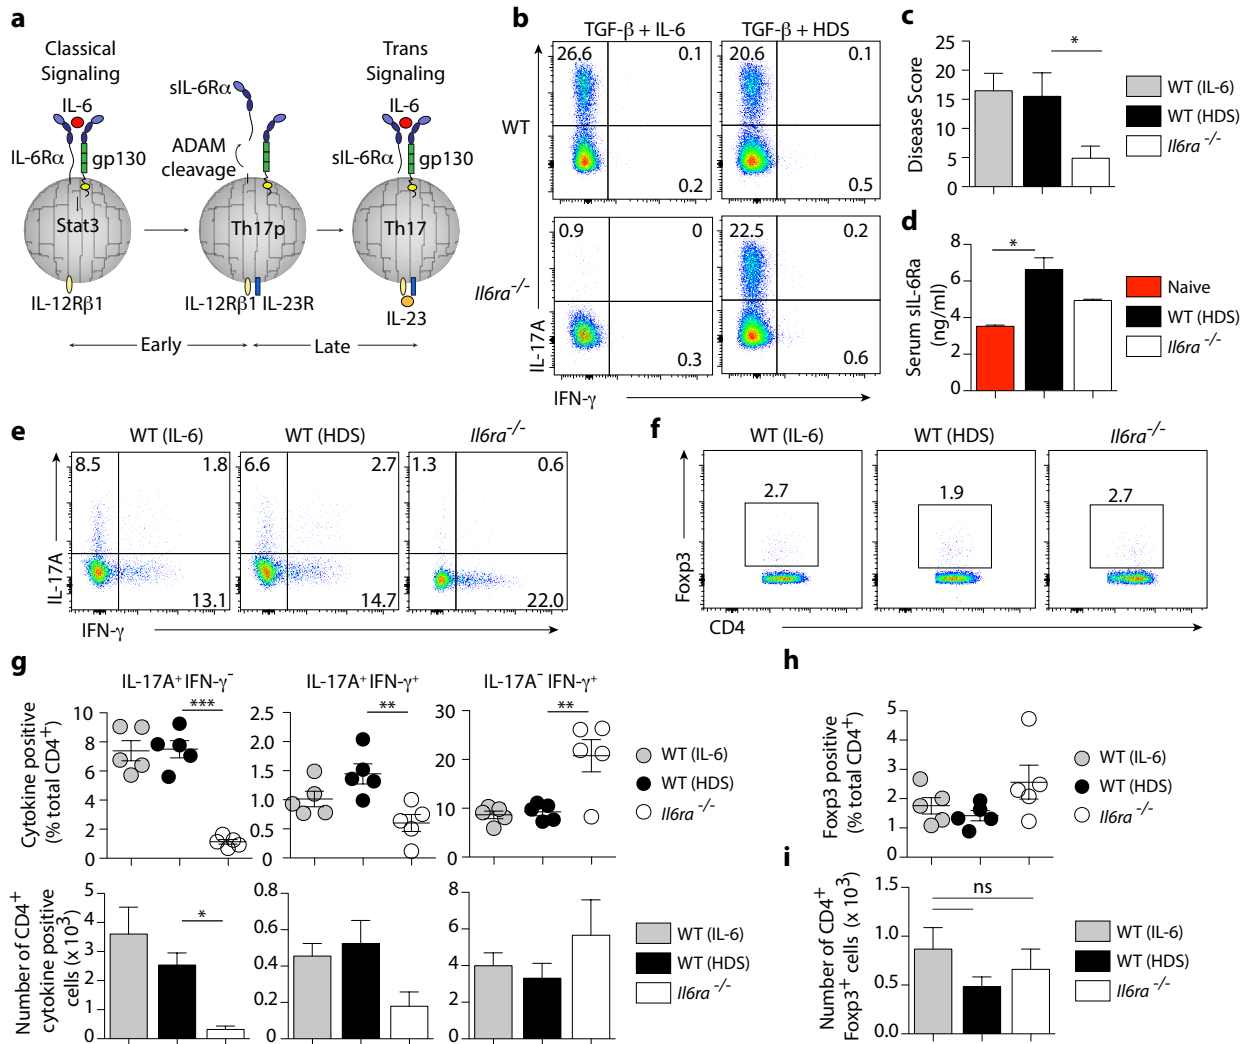 a
Classical
Signaling
IL-6
IL-6Rα
gp130
Stat3
IL-12Rβ1
sIL-6Rα
ADAM
cleavage
Th17p
IL-12Rβ1 IL-23R
Trans
Signaling
IL-6
sIL-6Rα
gp130
Th17
IL-23
Early
Late
b
TGF-β + IL-6
TGF-β + HDS
WT
26.6
0.1
0.2
20.6
0.1
0.5
Il6ra-/-
0.9
0
0.3
22.5
0.2
0.6
IL-17A
IFN-γ
c
Disease Score
25
20
15
10
5
0
*
WT (IL-6)
WT (HDS)
Il6ra -/-
d
Serum sIL-6Ra
(ng/ml)
8
6
4
2
0
*
Naive
WT (HDS)
Il6ra -/-
e
WT (IL-6)
WT (HDS)
Il6ra-/-
8.5
1.8
13.1
6.6
2.7
14.7
1.3
0.6
22.0
IL-17A
IFN-γ
f
WT (IL-6)
WT (HDS)
Il6ra-/-
2.7
1.9
2.7
Foxp3
CD4
g
IL-17A+IFN-γ-
IL-17A+IFN-γ+
IL-17A- IFN-γ+
Cytokine positive
(% total CD4+)
10
8
6
4
2
0
***
2.5
2.0
1.5
1.0
0.5
0
**
30
20
10
0
**
WT (IL-6)
WT (HDS)
Il6ra -/-
Number of CD4+
cytokine positive
cells (x 103)
5
4
3
2
1
0
*
0.8
0.6
0.4
0.2
0
8
6
4
2
0
WT (IL-6)
WT (HDS)
Il6ra -/-
h
Foxp3 positive
(% total CD4+)
5
4
3
2
1
0
WT (IL-6)
WT (HDS)
Il6ra -/-
i
Number of CD4+
Foxp3+ cells (x 103)
1.5
1.0
0.5
0.0
ns
WT (IL-6)
WT (HDS)
Il6ra -/-